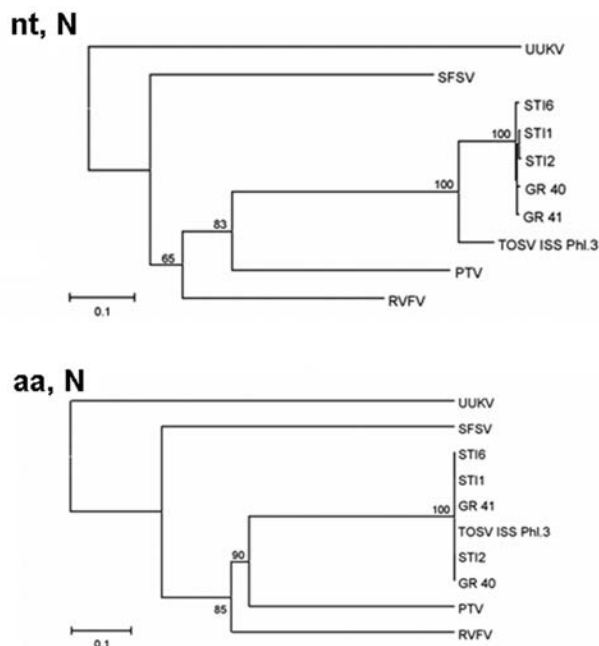 nt, N
UUKV
SFSV
STI6
100
STI1
STI2
100
GR 40
83
GR 41
TOSV ISS Phl.3
65
PTV
RVFV
0.1
aa, N
UUKV
SFSV
STI6
STI1
GR 41
100
TOSV ISS Phl.3
STI2
90
GR 40
85
PTV
RVFV
0.1